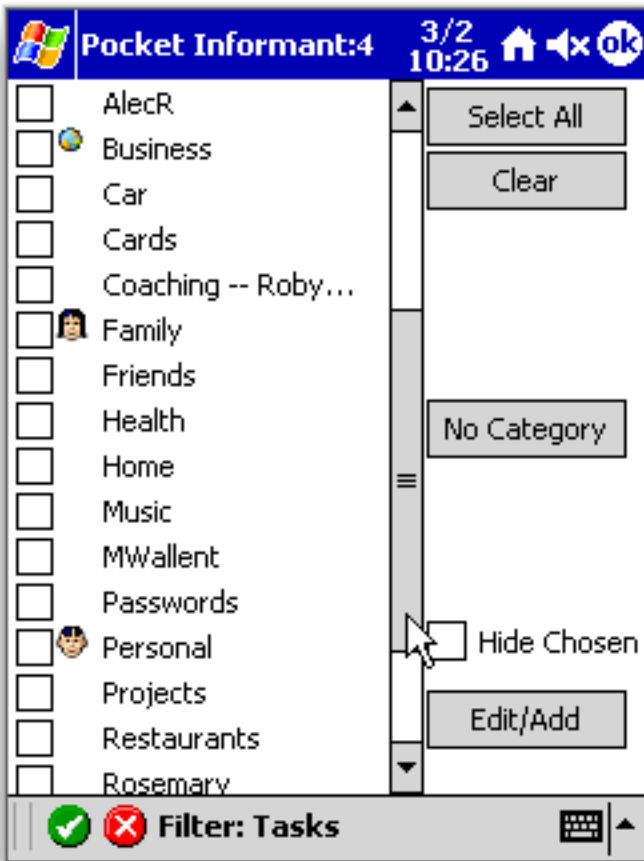 Pocket Informant:4
3/2
10:26
ok
AlecR
Business
Car
Cards
Coaching -- Roby...
Family
Friends
Health
Home
Music
MWallent
Passwords
Personal
Projects
Restaurants
Rosemary
Select All
Clear
No Category
Hide Chosen
Edit/Add
Filter: Tasks